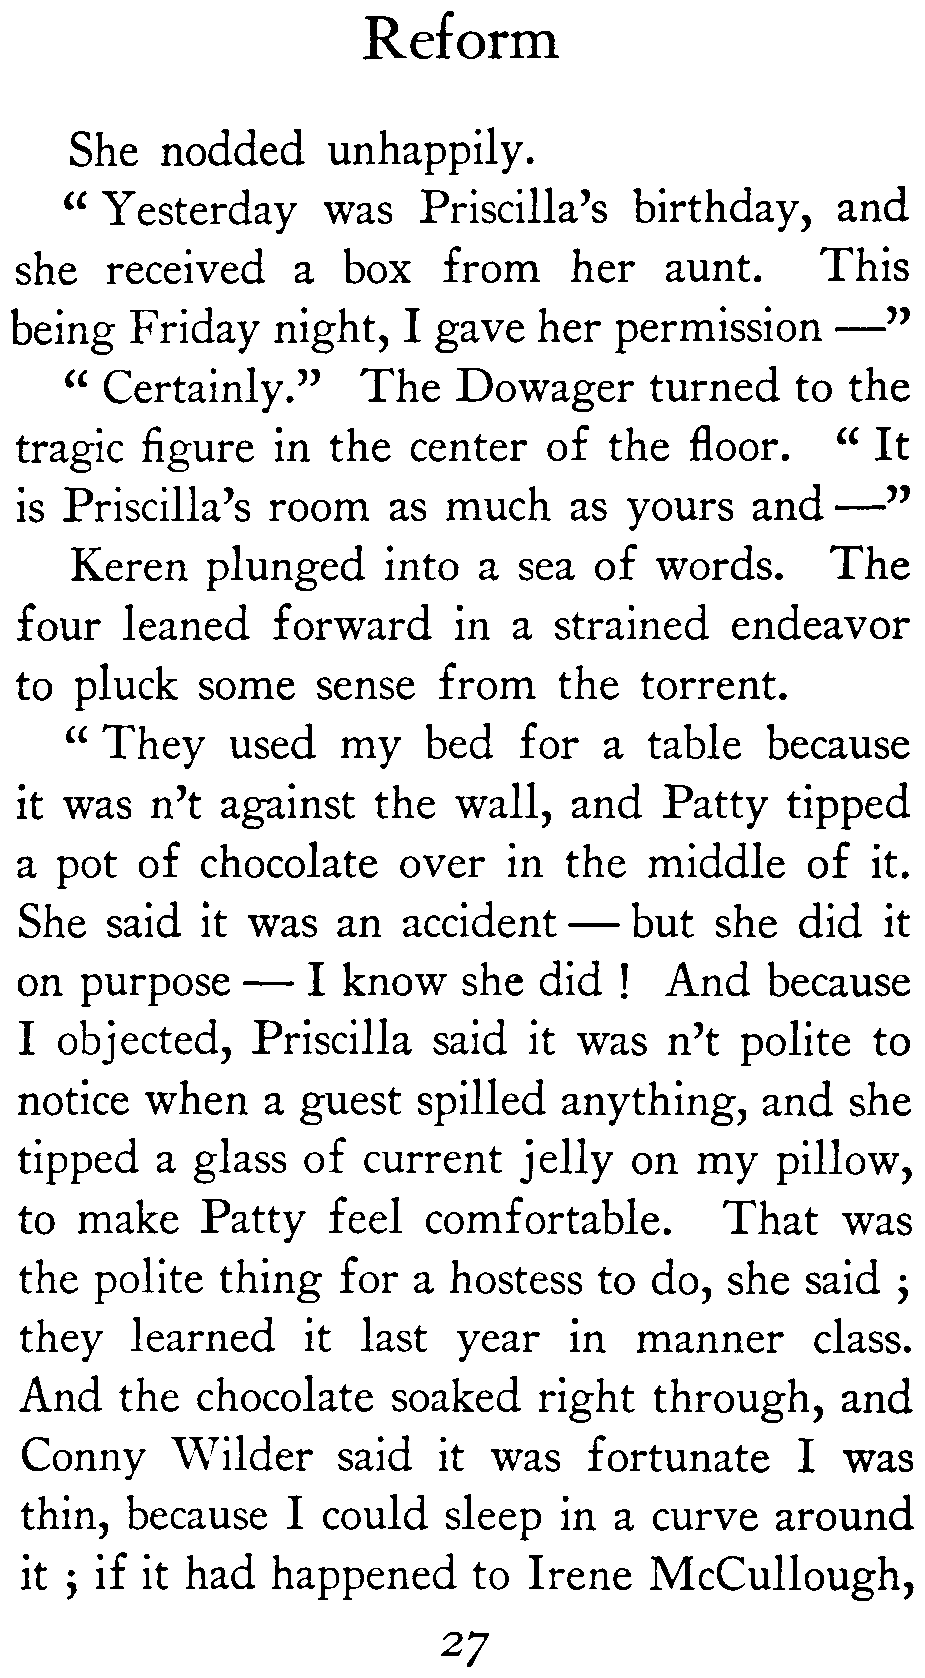 Reform
She nodded unhappily.
“ Yesterday was Priscilla’s birthday, and
she received a box from her aunt. This
being Friday night, I gave her permission —”
“ Certainly.” The Dowager turned to the
tragic figure in the center of the floor. “ It
is Priscilla’s room as much as yours and —”
Keren plunged into a sea of words. The
four leaned forward in a strained endeavor
to pluck some sense from the torrent.
“ They used my bed for a table because
it was n’t against the wall, and Patty tipped
a pot of chocolate over in the middle of it.
She said it was an accident — but she did it
on purpose — I know she did ! And because
I objected, Priscilla said it was n’t polite to
notice when a guest spilled anything, and she
tipped a glass of current jelly on my pillow,
to make Patty feel comfortable. That was
the polite thing for a hostess to do, she said ;
they learned it last year in manner class.
And the chocolate soaked right through, and
Conny Wilder said it was fortunate I was
thin, because I could sleep in a curve around
it ; if it had happened to Irene McCullough,
27